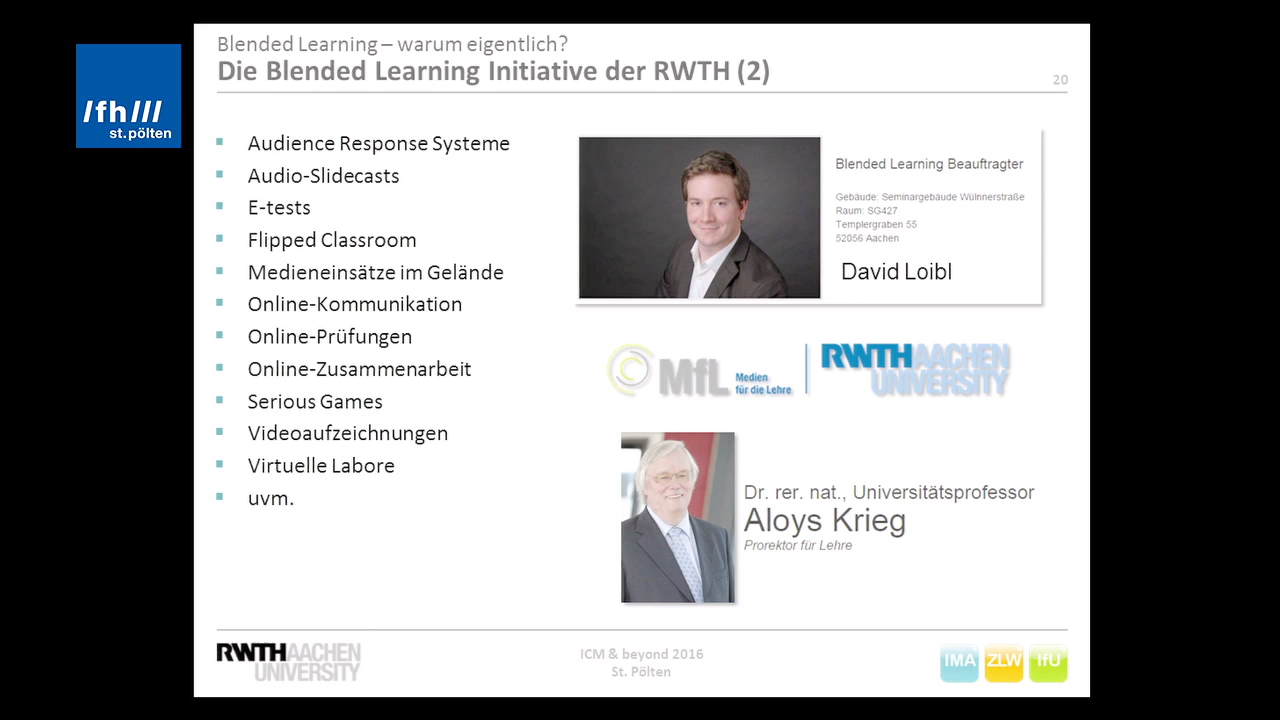 /fh///
st.pölten
Blended Learning – warum eigentlich?
Die Blended Learning Initiative der RWTH (2)
20
Audience Response Systeme
Audio-Slidecasts
E-tests
Flipped Classroom
Medieneinsätze im Gelände
Online-Kommunikation
Online-Prüfungen
Online-Zusammenarbeit
Serious Games
Videoaufzeichnungen
Virtuelle Labore
uvm.
Blended Learning Beauftragter
Gebäude: Seminargebäude Wüllnerstraße
Raum: SG427
Templergraben 55
52056 Aachen
David Loibl
MfL Medien
für die Lehre
RWTHAACHEN
UNIVERSITY
Dr. rer. nat., Universitätsprofessor
Aloys Krieg
Prorektor für Lehre
RWTHAACHEN
UNIVERSITY
ICM & beyond 2016
St. Pölten
IMA ZLW IfU